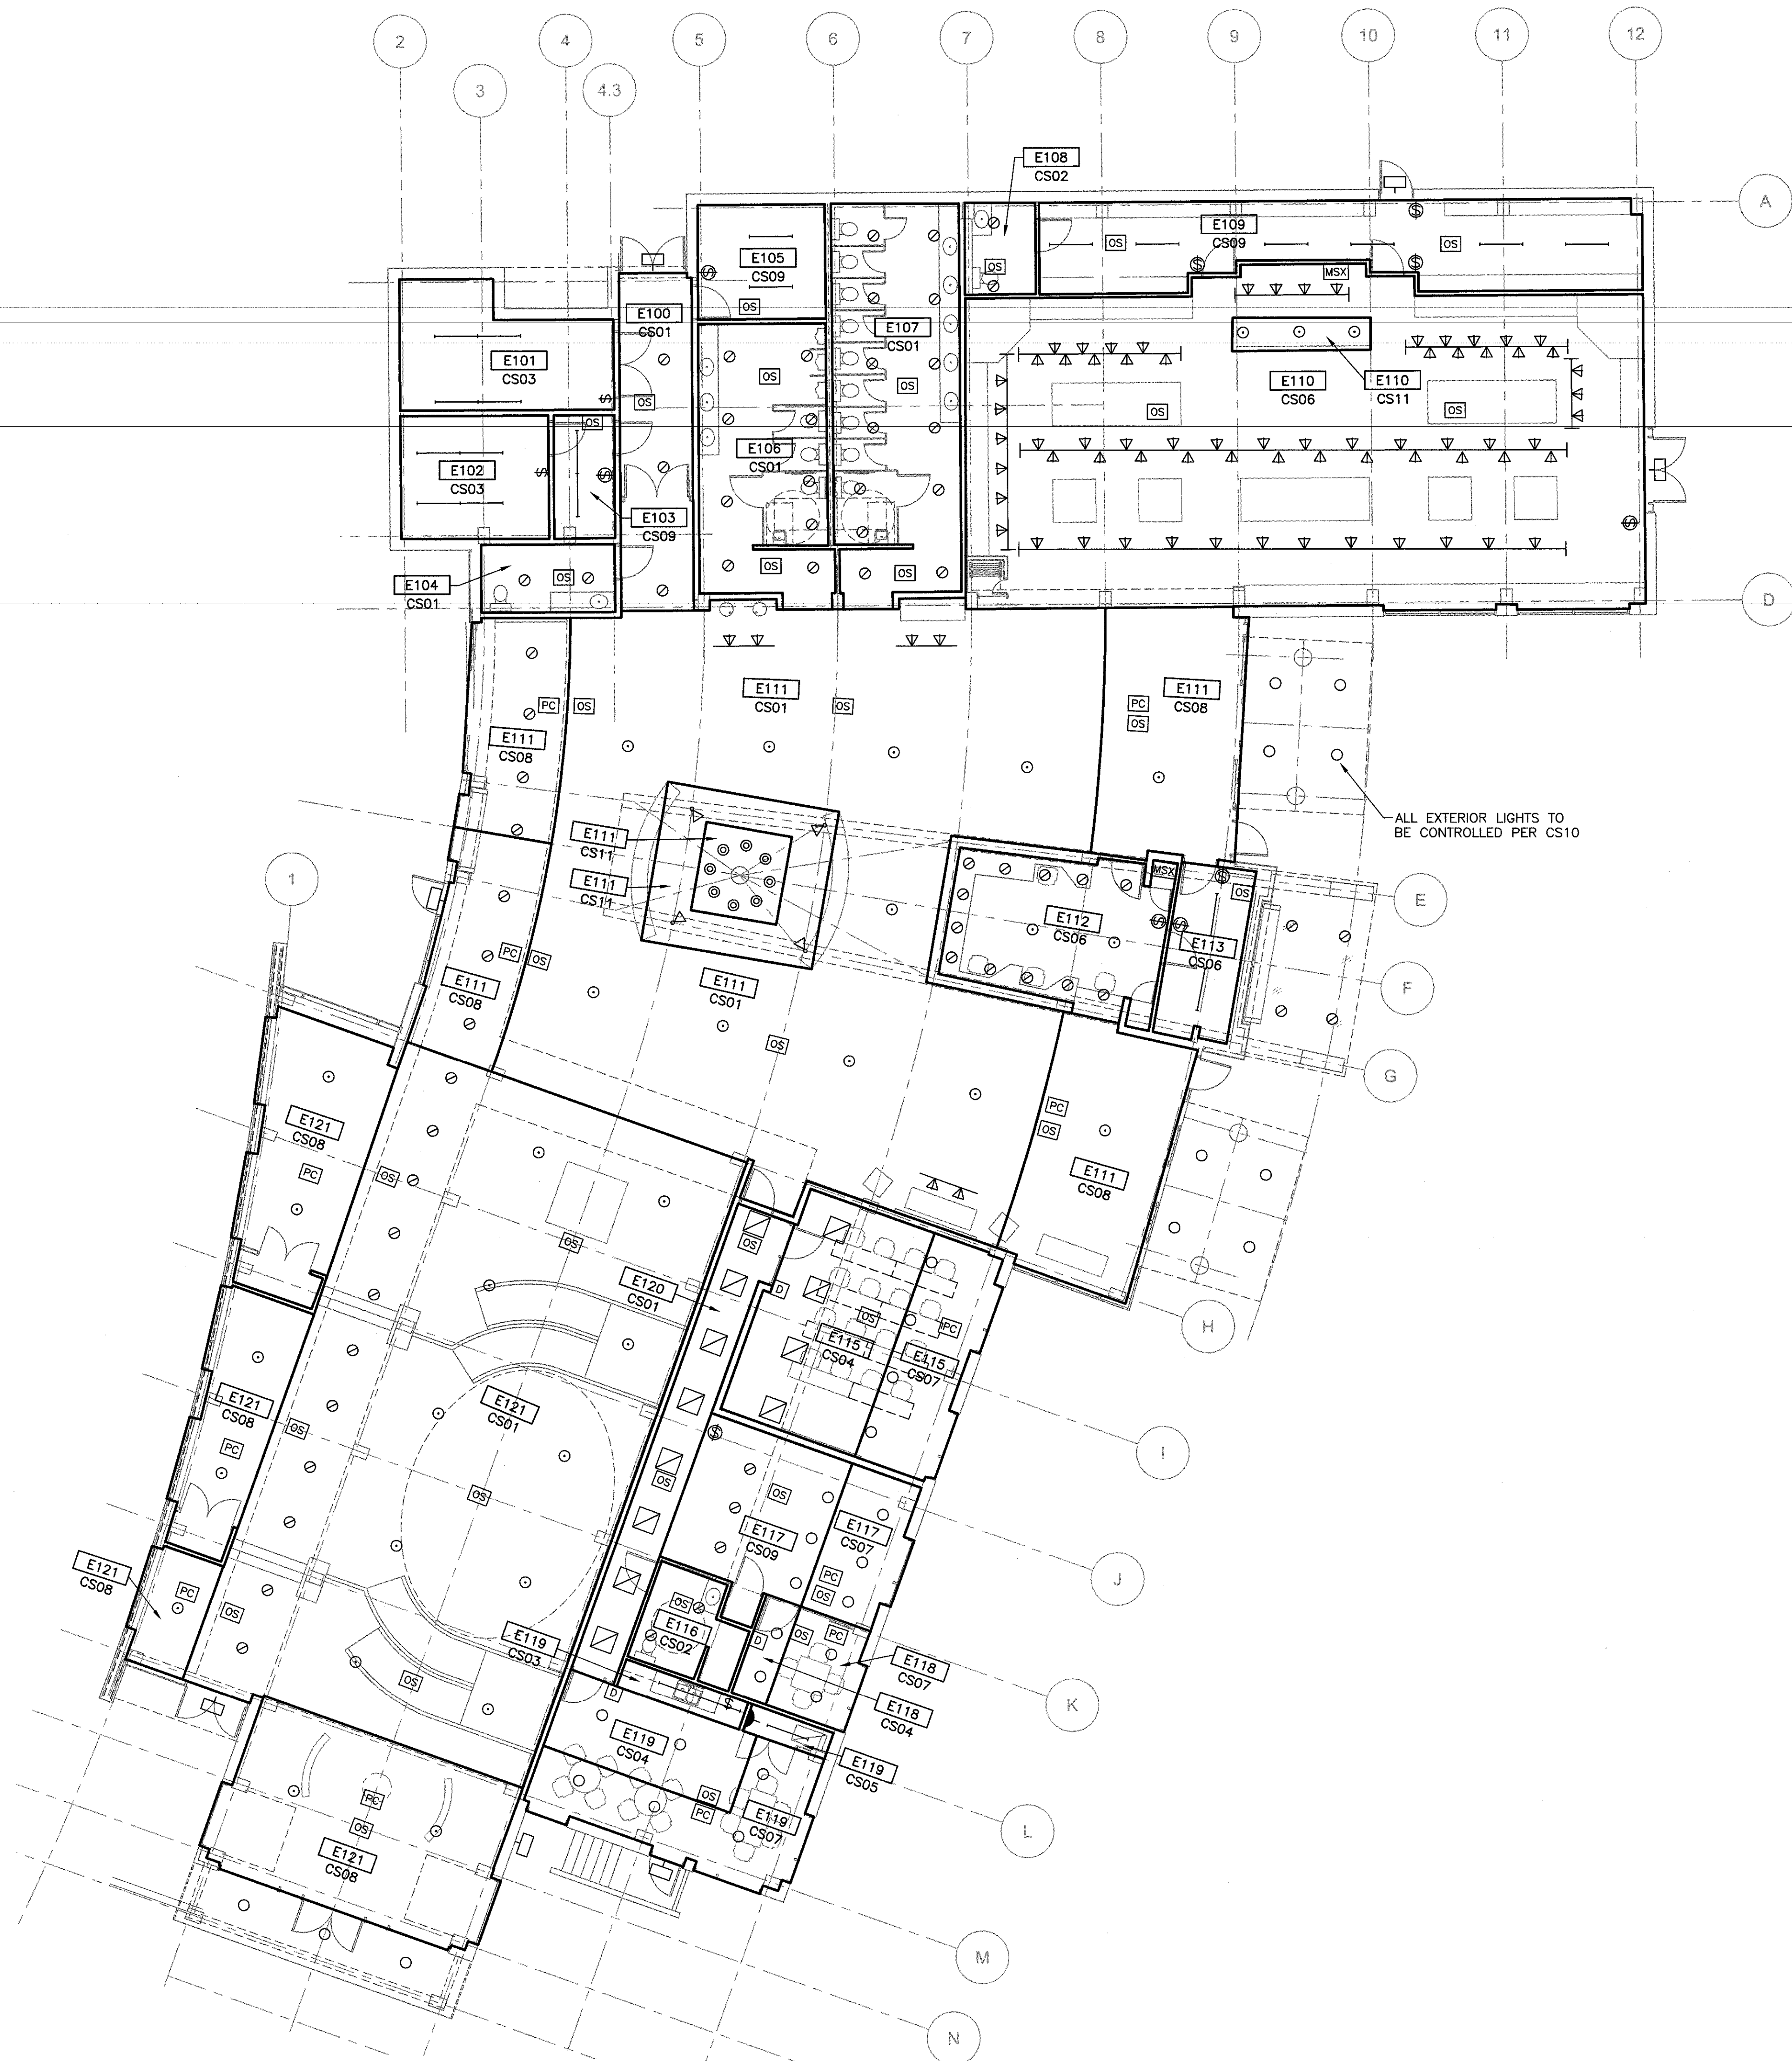 2
3
4
4.3
5
6
7
8
9
10
11
12
A
E108
CS02
E109
CS09
OS
OS
$
$
$
E105
CS09
OS
$
OS
MSX
E100
CS01
OS
E107
CS01
OS
E101
CS03
$
OS
E110
CS06
E110
CS11
OS
OS
E102
CS03
$
OS
$
E106
CS01
E103
CS09
$
E104
CS01
OS
OS
OS
D
E111
CS01
OS
OS
PC
E111
CS08
PC
OS
E111
CS08
ALL EXTERIOR LIGHTS TO
BE CONTROLLED PER CS10
E111
CS11
E111
CS11
1
MSX
$
OS
E
E112
CS06
$
$
E113
CS06
PC
OS
E111
CS08
E111
CS01
F
OS
G
PC
OS
E121
CS08
PC
OS
E111
CS08
OS
OS
E120
CS01
D
OS
E115
CS04
PC
E115
CS07
H
E121
CS08
PC
OS
E121
CS01
OS
$
OS
OS
I
E117
CS09
E117
CS07
PC
OS
J
E121
CS08
PC
OS
OS
E116
CS02
E119
CS03
D
OS
PC
E118
CS07
E118
CS04
K
OS
D
$
E119
CS04
E119
CS05
OS
PC
E119
CS07
L
PC
OS
E121
CS08
M
N